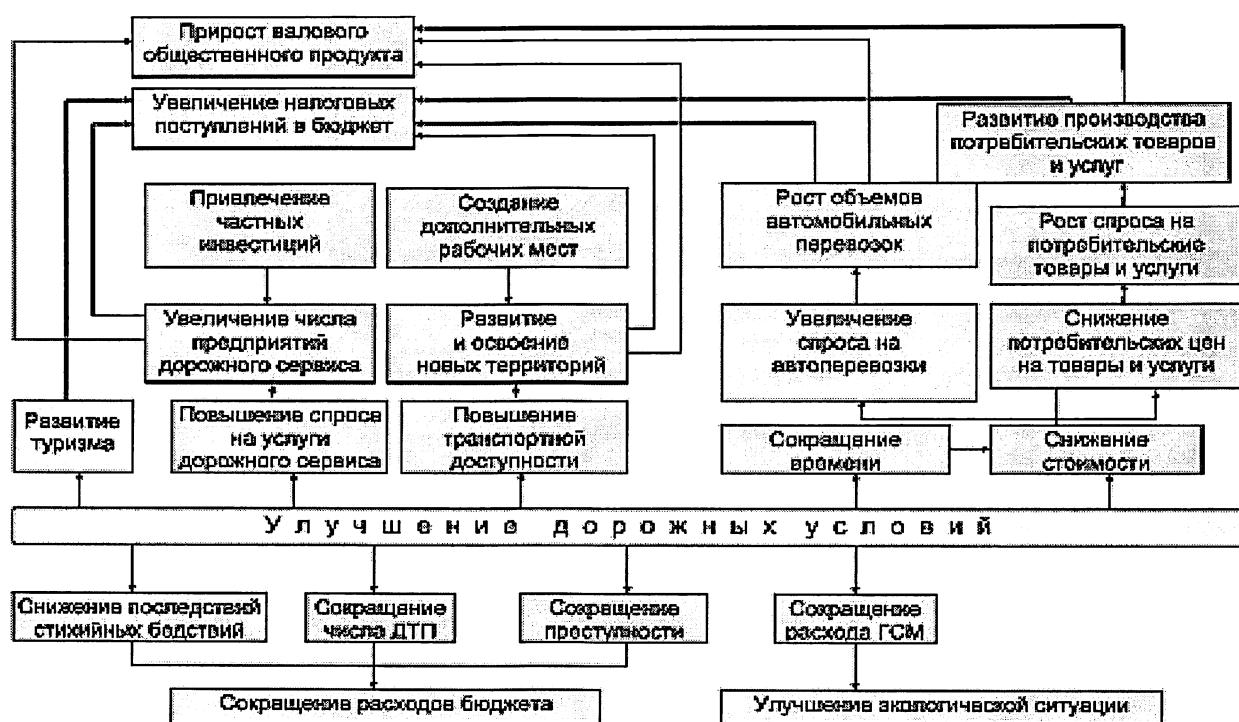 Прирост валового
общественного продукта
Увеличение налоговых
поступлений в бюджет
Развитие производства
потребительских товаров
и услуг
Привлечение
частных
инвестиций
Создание
дополнительных
рабочих мест
Рост объемов
автомобильных
перевозок
Рост спроса на
потребительские
товары и услуги
Увеличение числа
предприятий
дорожного сервиса
Развитие
и освоение
новых территорий
Увеличение
спроса на
автоперевозки
Снижение
потребительских цен
на товары и услуги
Развитие
туризма
Повышение спроса
на услуги
дорожного сервиса
Повышение
транспортной
доступности
Сокращение
времени
Снижение
стоимости
Улучшение дорожных условий
Снижение последствий
стихийных бедствий
Сокращение
числа ДТП
Сокращение
преступности
Сокращение
расхода ГСМ
Сокращение расходов бюджета
Улучшение экологической ситуации